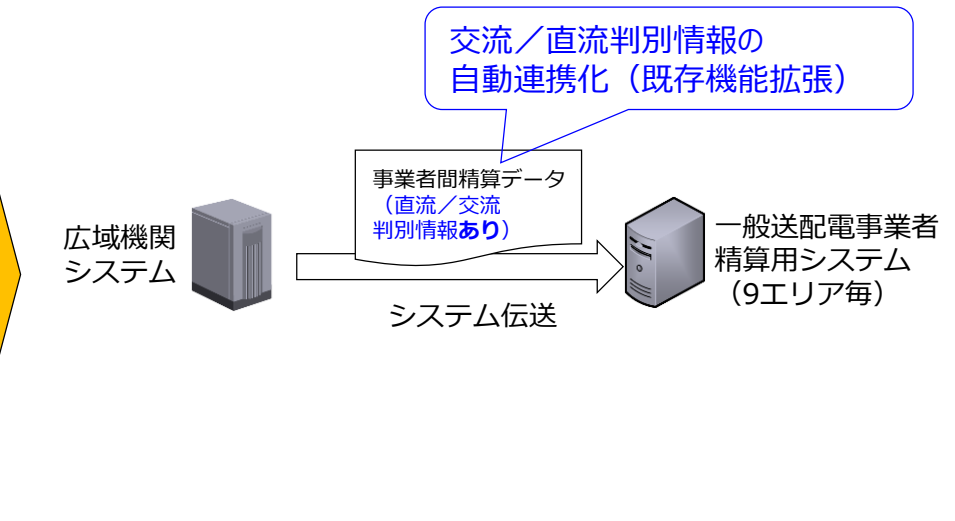 交流／直流判別情報の
自動連携化（既存機能拡張）
事業者間精算データ
（直流／交流
判別情報あり）
広域機関
システム
システム伝送
一般送配電事業者
精算用システム
（9エリア毎）